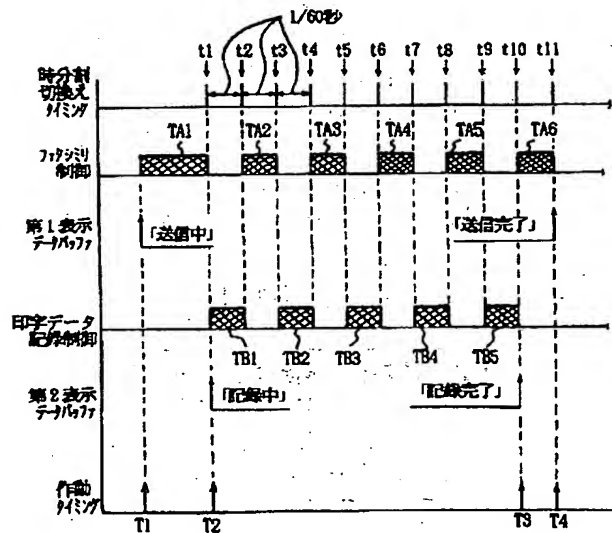 1/60秒
t1 t2 t3 t4 t5 t6 t7 t8 t9 t10 t11
時分割
切換え
タイミング
TA1 TA2 TA3 TA4 TA5 TA6
ファクシミリ
制御
第1表示
データバッファ
「送信中」 「送信完了」
印字データ
記録制御
TB1 TB2 TB3 TB4 TB5
第2表示
データバッファ
「記録中」 「記録完了」
作動
タイミング
T1 T2 T3 T4